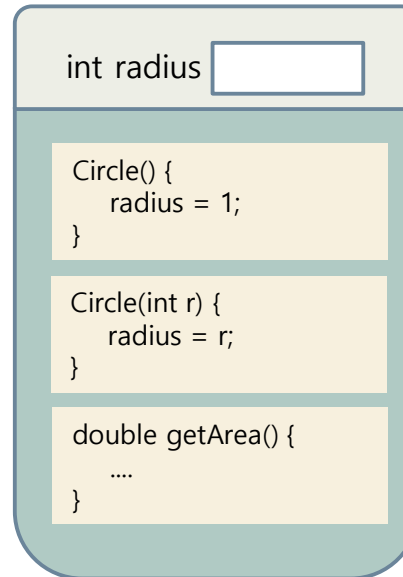 int radius
Circle() {
radius = 1;
}
Circle(int r) {
radius = r;
}
double getArea() {
....
}